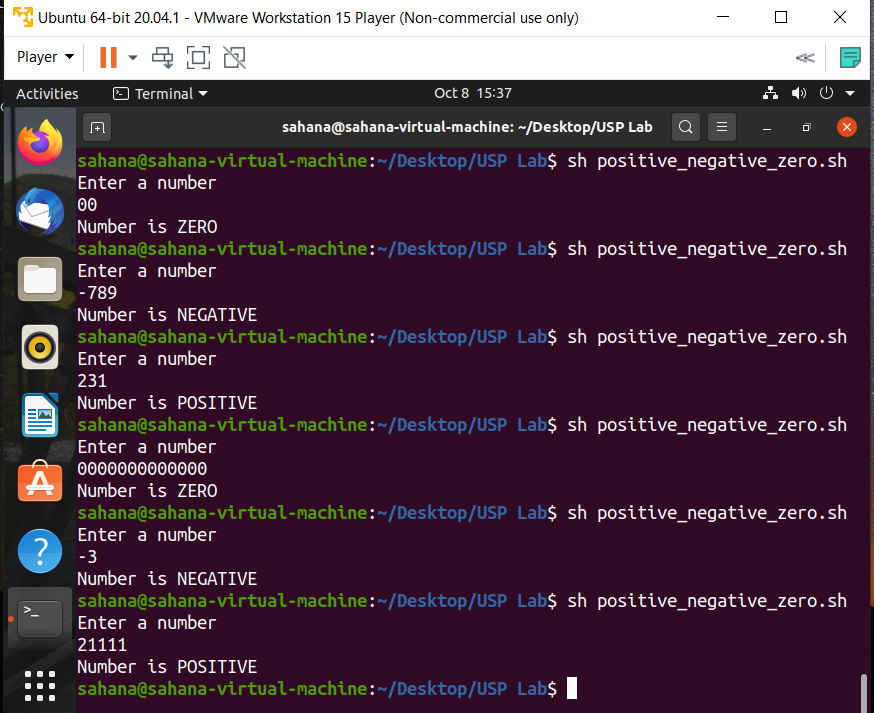 Ubuntu 64-bit 20.04.1 - VMware Workstation 15 Player (Non-commercial use only)
Player
Activities Terminal Oct 8 15:37
sahana@sahana-virtual-machine: ~/Desktop/USP Lab
sahana@sahana-virtual-machine:~/Desktop/USP Lab$ sh positive_negative_zero.sh
Enter a number
00
Number is ZERO
sahana@sahana-virtual-machine:~/Desktop/USP Lab$ sh positive_negative_zero.sh
Enter a number
-789
Number is NEGATIVE
sahana@sahana-virtual-machine:~/Desktop/USP Lab$ sh positive_negative_zero.sh
Enter a number
231
Number is POSITIVE
sahana@sahana-virtual-machine:~/Desktop/USP Lab$ sh positive_negative_zero.sh
Enter a number
0000000000000
Number is ZERO
sahana@sahana-virtual-machine:~/Desktop/USP Lab$ sh positive_negative_zero.sh
Enter a number
-3
Number is NEGATIVE
sahana@sahana-virtual-machine:~/Desktop/USP Lab$ sh positive_negative_zero.sh
Enter a number
21111
Number is POSITIVE
sahana@sahana-virtual-machine:~/Desktop/USP Lab$